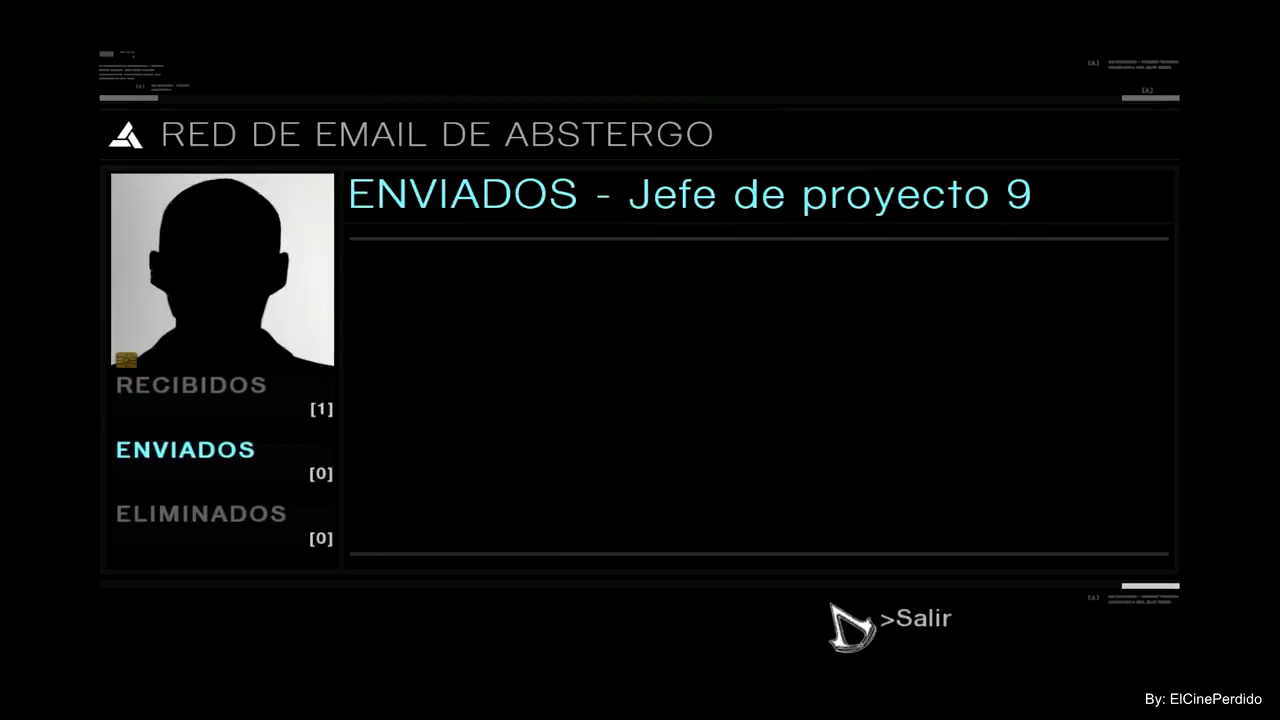 RED DE EMAIL DE ABSTERGO
ENVIADOS - Jefe de proyecto 9
RECIBIDOS
[1]
ENVIADOS
[0]
ELIMINADOS
[0]
>Salir
By: ElCinePerdido